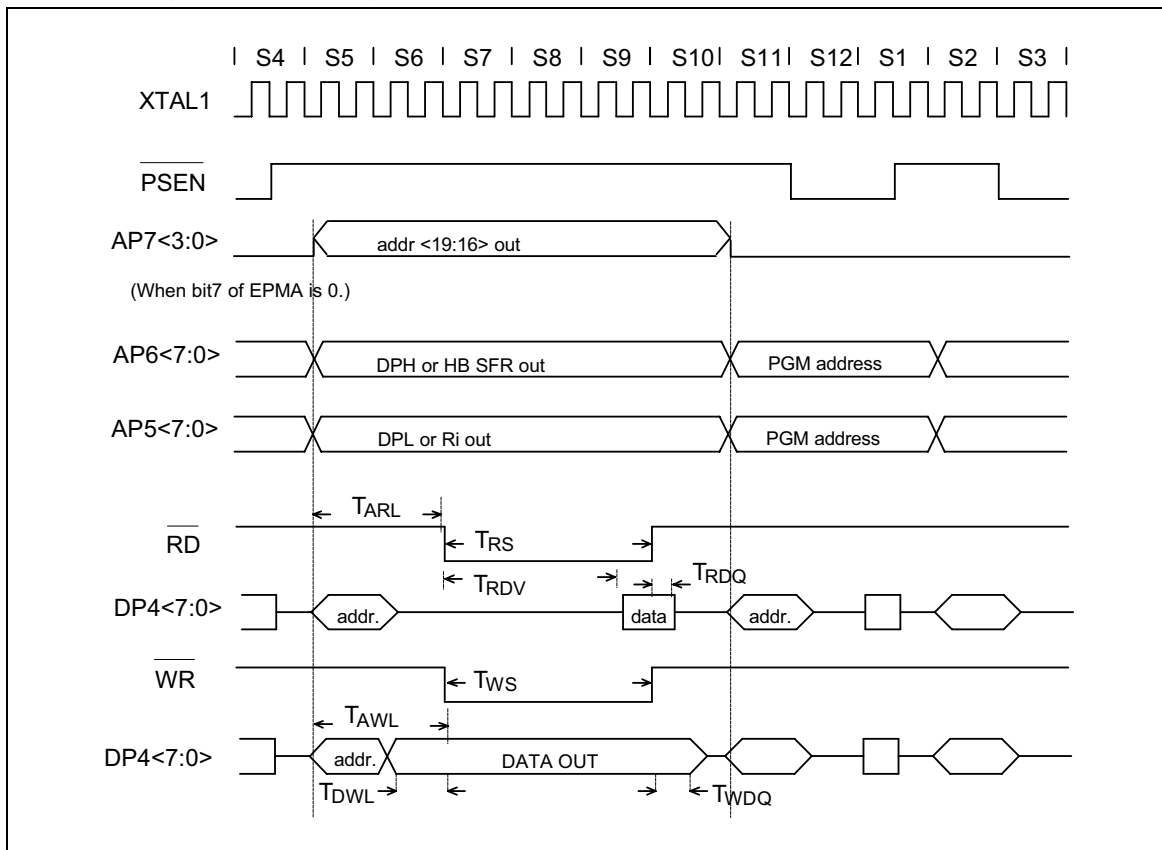 S4 S5 S6 S7 S8 S9 S10 S11 S12 S1 S2 S3
XTAL1
PSEN
AP7<3:0>
addr <19:16> out
(When bit7 of EPMA is 0.)
AP6<7:0>
DPH or HB SFR out
PGM address
AP5<7:0>
DPL or Ri out
PGM address
TARL
RD
TRS
TRDV
TRDQ
DP4<7:0>
addr.
data
addr.
WR
TWS
TAWL
DP4<7:0>
addr.
DATA OUT
TDWL
TWDQ